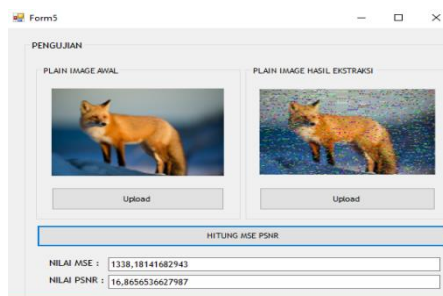 Form5
PENGUJIAN
PLAIN IMAGE AWAL
PLAIN IMAGE HASIL EKSTRAKSI
Upload
Upload
HITUNG MSE PSNR
NILAI MSE : 1338,18141682943
NILAI PSNR : 16,8656536627987